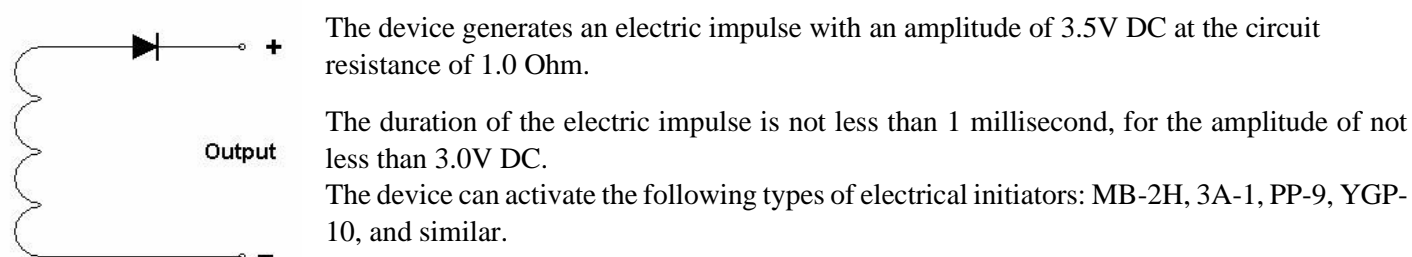 +
Output
−
The device generates an electric impulse with an amplitude of 3.5V DC at the circuit
resistance of 1.0 Ohm.
The duration of the electric impulse is not less than 1 millisecond, for the amplitude of not
less than 3.0V DC.
The device can activate the following types of electrical initiators: MB-2H, 3A-1, PP-9, YGP-
10, and similar.